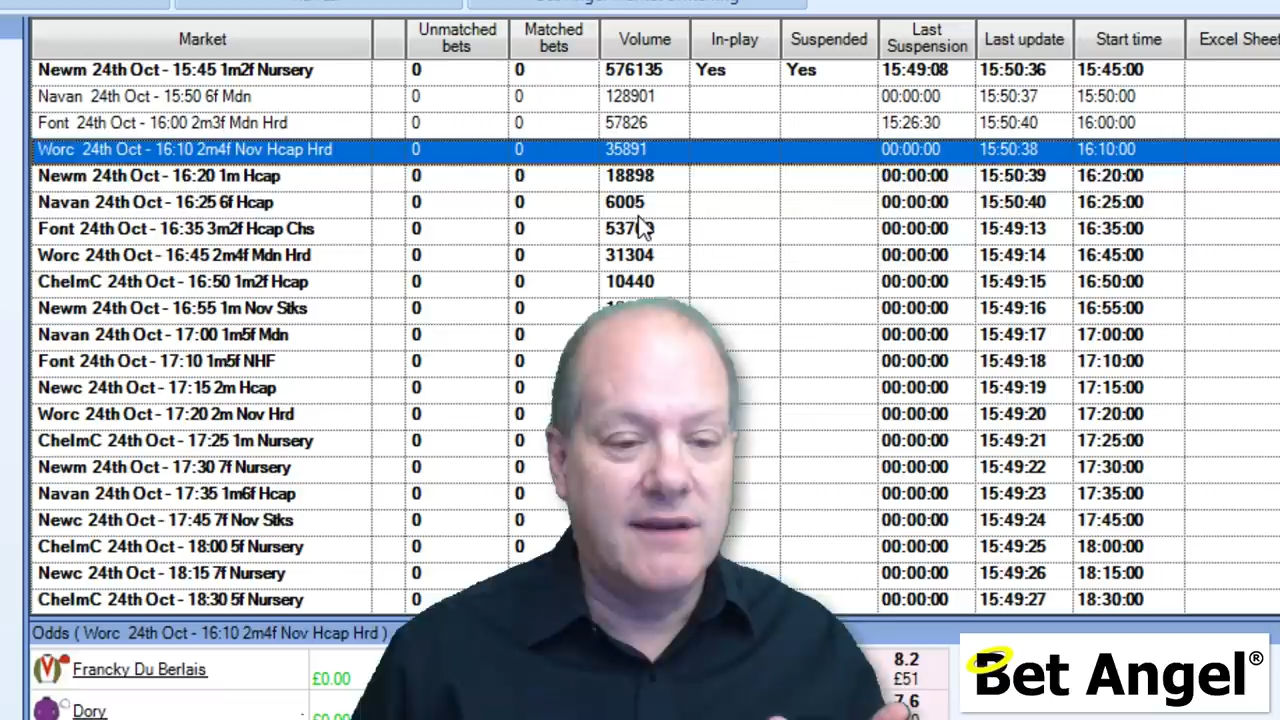 Market Unmatched bets Matched bets Volume In-play Suspended Last Suspension Last update Start time Excel Sheet
Newm 24th Oct - 15:45 1m2f Nursery 0 0 576135 Yes Yes 15:49:08 15:50:36 15:45:00
Navan 24th Oct - 15:50 6f Mdn 0 0 128901 00:00:00 15:50:37 15:50:00
Font 24th Oct - 16:00 2m3f Mdn Hrd 0 0 57826 15:26:30 15:50:40 16:00:00
Worc 24th Oct - 16:10 2m4f Nov Hcap Hrd 0 0 35891 00:00:00 15:50:38 16:10:00
Newm 24th Oct - 16:20 1m Hcap 0 0 18898 00:00:00 15:50:39 16:20:00
Navan 24th Oct - 16:25 6f Hcap 0 0 6005 00:00:00 15:50:40 16:25:00
Font 24th Oct - 16:35 3m2f Hcap Chs 0 0 00:00:00 15:49:13 16:35:00
Worc 24th Oct - 16:45 2m4f Mdn Hrd 0 0 31304 00:00:00 15:49:14 16:45:00
ChelmC 24th Oct - 16:50 1m2f Hcap 0 0 10440 00:00:00 15:49:15 16:50:00
Newm 24th Oct - 16:55 1m Nov Stks 0 0 00:00:00 15:49:16 16:55:00
Navan 24th Oct - 17:00 1m5f Mdn 0 0 00:00:00 15:49:17 17:00:00
Font 24th Oct - 17:10 1m5f NHF 0 0 00:00:00 15:49:18 17:10:00
Newc 24th Oct - 17:15 2m Hcap 0 0 00:00:00 15:49:19 17:15:00
Worc 24th Oct - 17:20 2m Nov Hrd 0 0 00:00:00 15:49:20 17:20:00
ChelmC 24th Oct - 17:25 1m Nursery 0 0 00:00:00 15:49:21 17:25:00
Newm 24th Oct - 17:30 7f Nursery 0 0 00:00:00 15:49:22 17:30:00
Navan 24th Oct - 17:35 1m6f Hcap 0 0 00:00:00 15:49:23 17:35:00
Newc 24th Oct - 17:45 7f Nov Stks 0 0 00:00:00 15:49:24 17:45:00
ChelmC 24th Oct - 18:00 5f Nursery 0 0 00:00:00 15:49:25 18:00:00
Newc 24th Oct - 18:15 7f Nursery 0 00:00:00 15:49:26 18:15:00
ChelmC 24th Oct - 18:30 5f Nursery 0 00:00:00 15:49:27 18:30:00
Odds ( Worc 24th Oct - 16:10 2m4f Nov Hcap Hrd )
Francky Du Berlais £0.00 8.2 £51
Dory 7.6
Bet Angel®